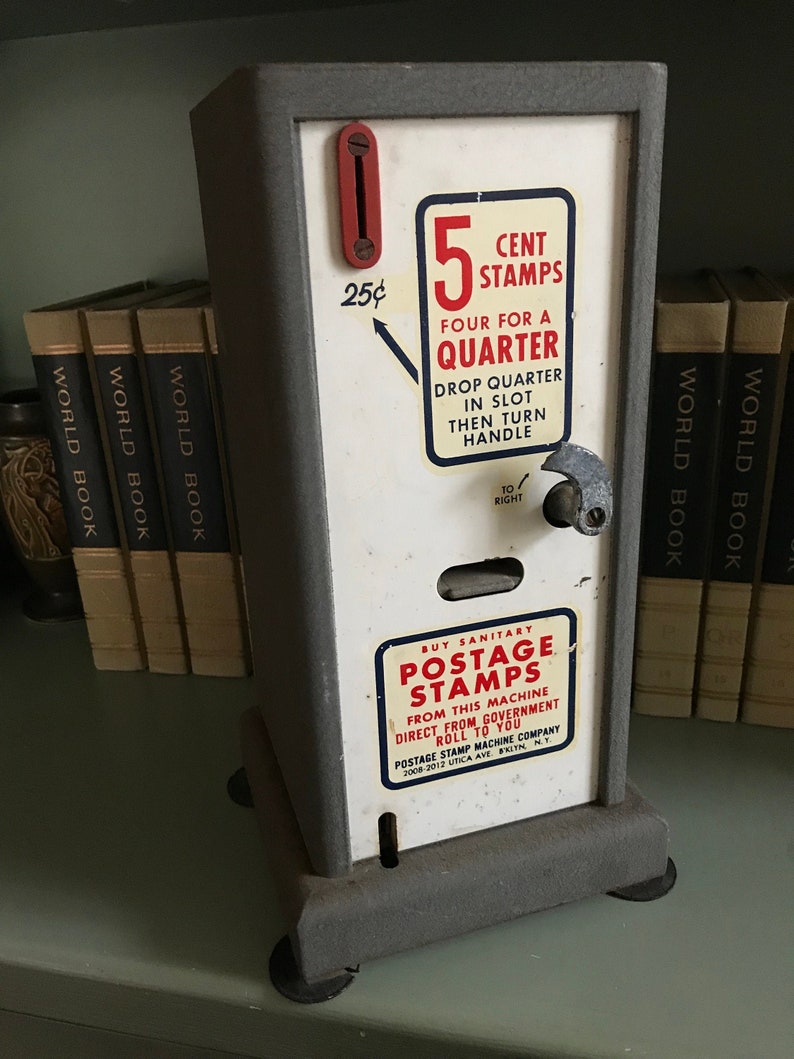 5 CENT
STAMPS
FOUR FOR A
QUARTER
DROP QUARTER
IN SLOT
THEN TURN
HANDLE
25¢
TO
RIGHT
BUY SANITARY
POSTAGE
STAMPS
FROM THIS MACHINE
DIRECT FROM GOVERNMENT
ROLL TO YOU
POSTAGE STAMP MACHINE COMPANY
2008-2012 UTICA AVE. B'KLYN, N.Y.
WORLD BOOK
WORLD BOOK
WORLD BOOK
WORLD BOOK
WORLD BOOK